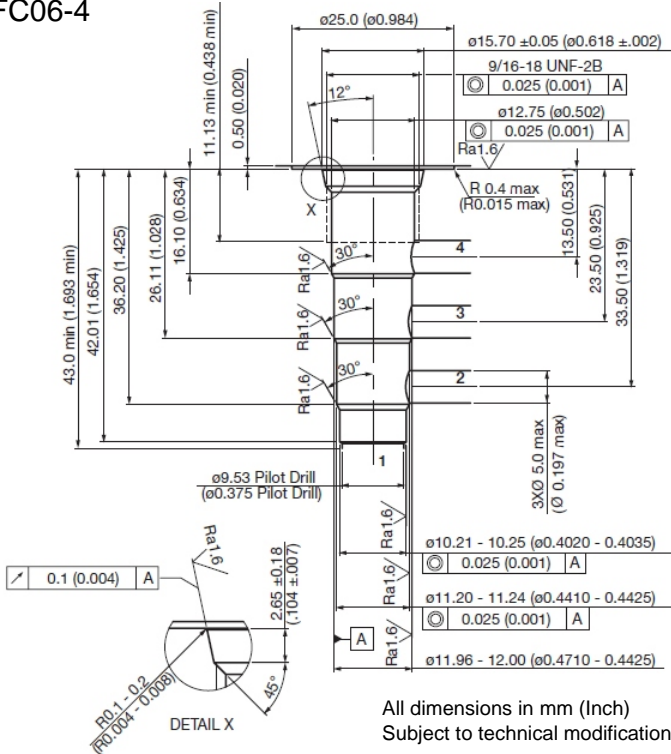 FC06-4
ø25.0 (ø0.984)
ø15.70 ±0.05 (ø0.618 ±.002)
9/16-18 UNF-2B
0.025 (0.001) A
ø12.75 (ø0.502)
0.025 (0.001) A
Ra1.6
12°
11.13 min (0.438 min)
0.50 (0.020)
X
R 0.4 max
(R0.015 max)
43.0 min (1.693 min)
42.01 (1.654)
36.20 (1.425)
26.11 (1.028)
16.10 (0.634)
Ra1.6
30°
Ra1.6
30°
Ra1.6
30°
4
3
2
1
13.50 (0.531)
23.50 (0.925)
33.50 (1.319)
3XØ 5.0 max
(Ø 0.197 max)
ø9.53 Pilot Drill
(ø0.375 Pilot Drill)
Ra1.6
ø10.21 - 10.25 (ø0.4020 - 0.4035)
0.025 (0.001) A
Ra1.6
ø11.20 - 11.24 (ø0.4410 - 0.4425)
0.025 (0.001) A
Ra1.6
A
ø11.96 - 12.00 (ø0.4710 - 0.4425)
Ra1.6
0.1 (0.004) A
2.65 ±0.18
(.104 ±.007)
45°
R0.1 - 0.2
(R0.004 - 0.008)
DETAIL X
All dimensions in mm (Inch)
Subject to technical modification